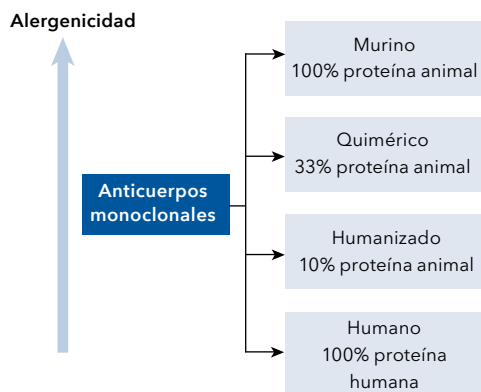 Alergenicidad
Murino
100% proteína animal
Quimérico
33% proteína animal
Anticuerpos
monoclonales
Humanizado
10% proteína animal
Humano
100% proteína
humana